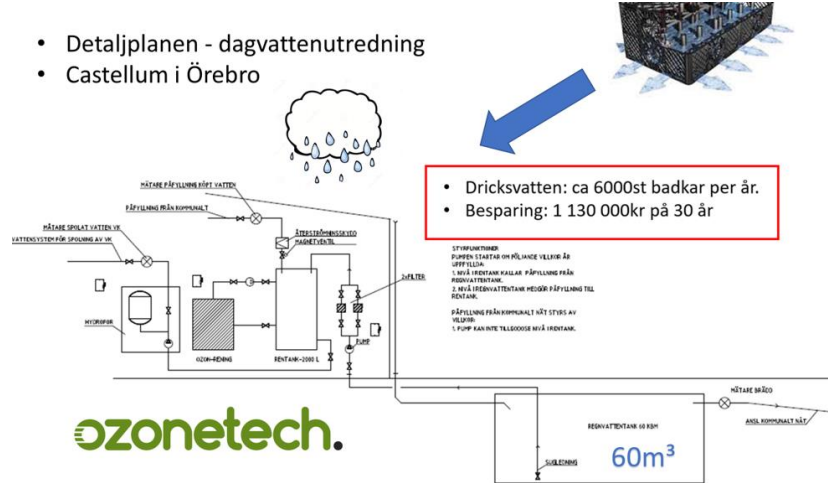 • Detaljplanen - dagvattenutredning
• Castellum i Örebro
• Dricksvatten: ca 6000st badkar per år.
• Besparing: 1 130 000kr på 30 år
MÄTARE PÅFYLLNING KÖPT VATTEN
PÅFYLLNING FRÅN KOMMUNALT
MÄTARE SPOLAT VATTEN VK
VATTENSYSTEM FÖR SPOLNING AV VK
ÅTERSTRÖMNINGSSKYDD
MAGNETVENTIL
2xFILTER
HYDROFOR
OZON-RENING
RENTANK-2000 L
PUMP
STYRFUNKTIONER
PUMPEN STARTAR OM FÖLJANDE VILLKOR ÄR
UPPFYLLDA:
1. NIVÅ I RENTANK KALLAR PÅFYLLNING FRÅN
REGNVATTENTANK.
2. NIVÅ I REGNVATTENTANK MEDGÖR PÅFYLLNING TILL
RENTANK.
PÅFYLLNING FRÅN KOMMUNALT NÄT STYRS AV
VILLKOR:
1. PUMP KAN INTE TILLGODOSE NIVÅ I RENTANK.
MÄTARE BRÄDD
ANSL KOMMUNALT NÄT
REGNVATTENTANK 60 KBM
SUGLEDNING
60m³
ozonetech.